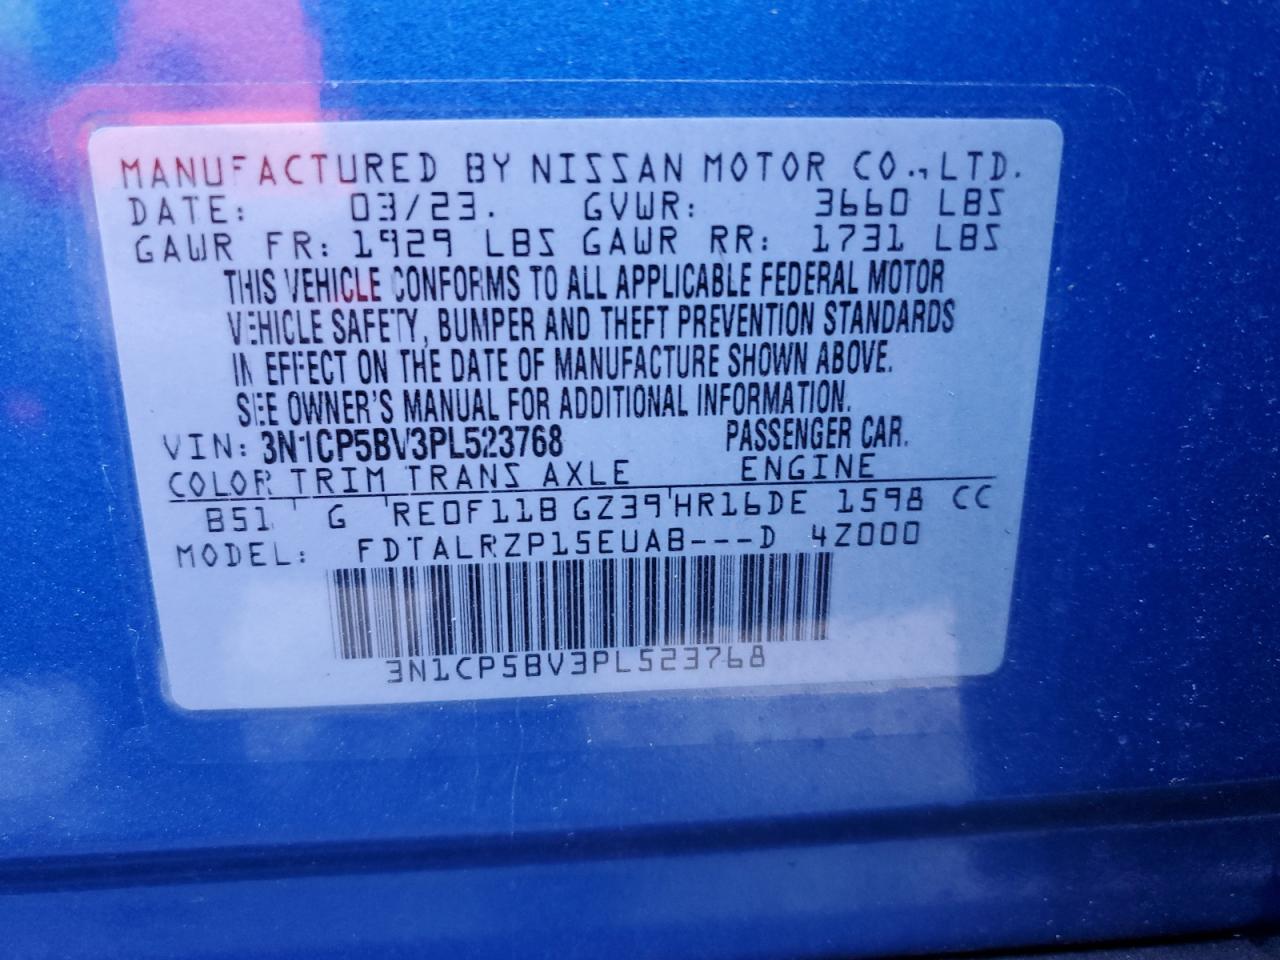 MANUFACTURED BY NISSAN MOTOR CO.,LTD.
DATE: 03/23. GVWR: 3660 LBS
GAWR FR: 1929 LBS GAWR RR: 1731 LBS
THIS VEHICLE CONFORMS TO ALL APPLICABLE FEDERAL MOTOR
VEHICLE SAFETY, BUMPER AND THEFT PREVENTION STANDARDS
IN EFFECT ON THE DATE OF MANUFACTURE SHOWN ABOVE.
SEE OWNER'S MANUAL FOR ADDITIONAL INFORMATION.
VIN: 3N1CP5BV3PL523768 PASSENGER CAR.
COLOR TRIM TRANS AXLE ENGINE
B51 G RE0F11B GZ39 HR16DE 1598 CC
MODEL: FDTALRZP15EUAB---D 4Z000
3N1CP5BV3PL523768